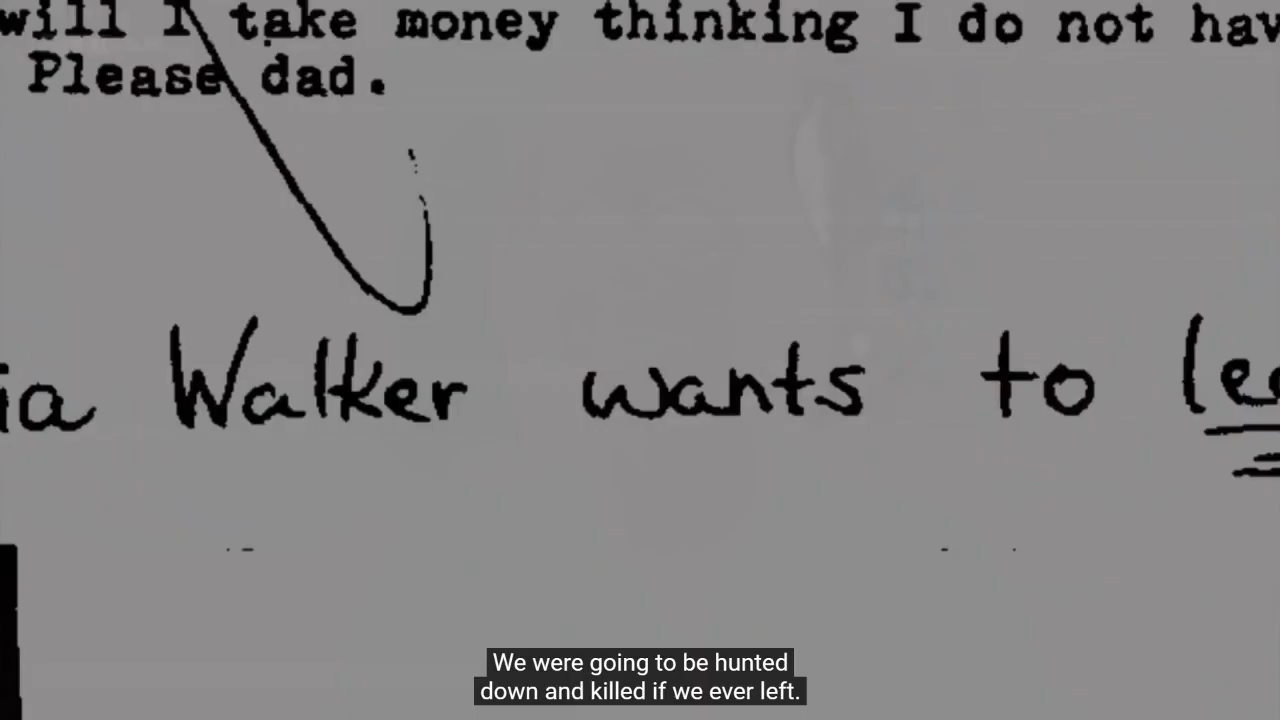 will I take money thinking I do not hav
Please dad.
ia Walker wants to le
We were going to be hunted
down and killed if we ever left.